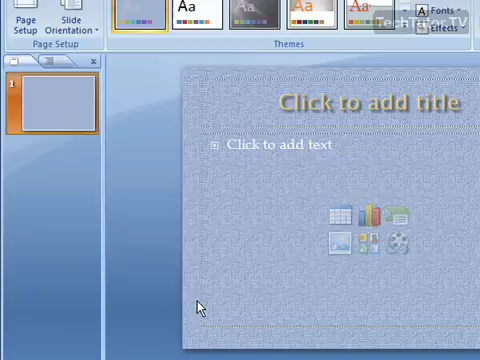 Page Setup
Slide Orientation
Page Setup
Aa
Aa
Aa
Aa
Themes
Fonts
Effects
TechTutor.TV
1
Click to add title
Click to add text